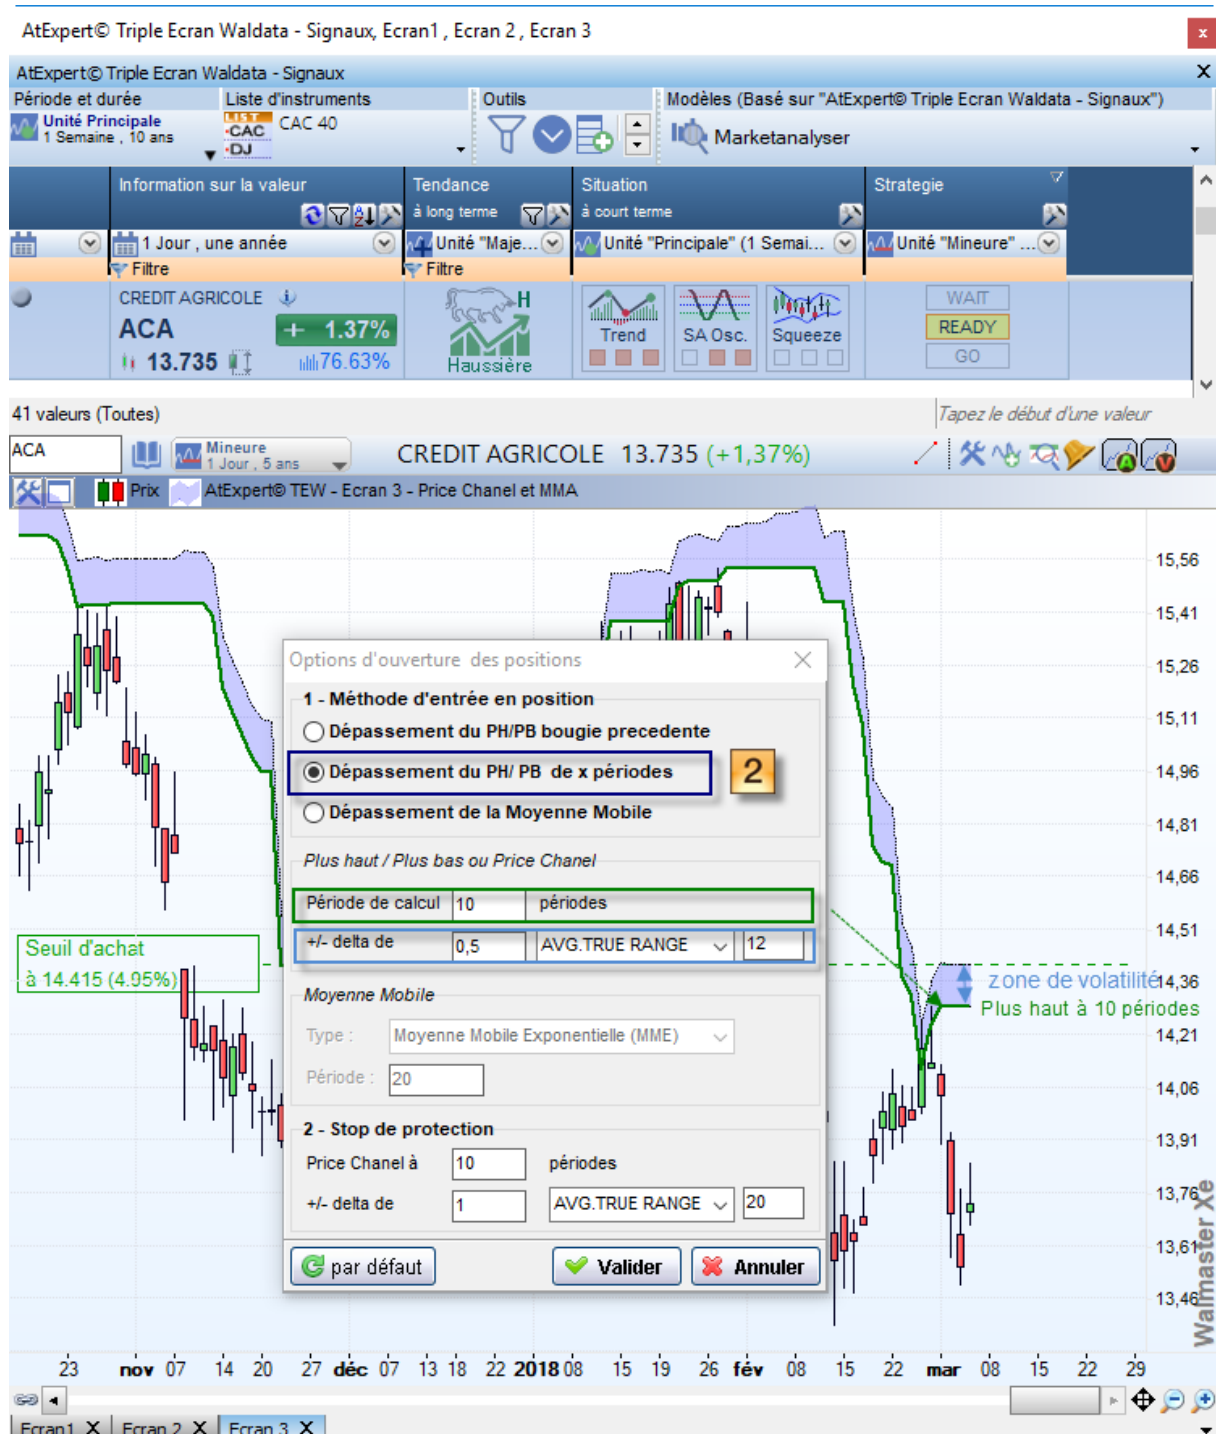 AtExpert© Triple Ecran Waldata - Signaux, Ecran1 , Ecran 2 , Ecran 3
x
AtExpert© Triple Ecran Waldata - Signaux
X
Période et durée
Liste d'instruments
Outils
Modèles (Basé sur "AtExpert© Triple Ecran Waldata - Signaux")
Unité Principale
1 Semaine , 10 ans
LIST
·CAC
·DJ
CAC 40
Marketanalyser
Information sur la valeur
Tendance
à long terme
Situation
à court terme
Strategie
1 Jour , une année
Unité "Maje...
Unité "Principale" (1 Semai...
Unité "Mineure" ...
Filtre
Filtre
CREDIT AGRICOLE
ACA
+ 1.37%
13.735
76.63%
H
Haussière
Trend
SA Osc.
Squeeze
WAIT
READY
GO
41 valeurs (Toutes)
Tapez le début d'une valeur
ACA
Mineure
1 Jour , 5 ans
CREDIT AGRICOLE 13.735 (+1,37%)
A
V
Prix
AtExpert© TEW - Ecran 3 - Price Chanel et MMA
15,56
15,41
15,26
15,11
14,96
14,81
14,66
14,51
14,36
14,21
14,06
13,91
13,76
13,61
13,46
Options d'ouverture des positions
1 - Méthode d'entrée en position
Dépassement du PH/PB bougie precedente
Dépassement du PH/ PB de x périodes
2
Dépassement de la Moyenne Mobile
Plus haut / Plus bas ou Price Chanel
Période de calcul 10 périodes
+/- delta de 0,5 AVG.TRUE RANGE 12
Moyenne Mobile
Type : Moyenne Mobile Exponentielle (MME)
Période : 20
2 - Stop de protection
Price Chanel à 10 périodes
+/- delta de 1 AVG.TRUE RANGE 20
par défaut
Valider
Annuler
Seuil d'achat
à 14.415 (4.95%)
zone de volatilité
Plus haut à 10 périodes
Walmaster Xe
23 nov 07 14 20 27 déc 07 13 18 22 2018 08 15 19 26 fév 08 15 22 mar 08 15 22 29
Ecran1 X Ecran 2 X Ecran 3 X